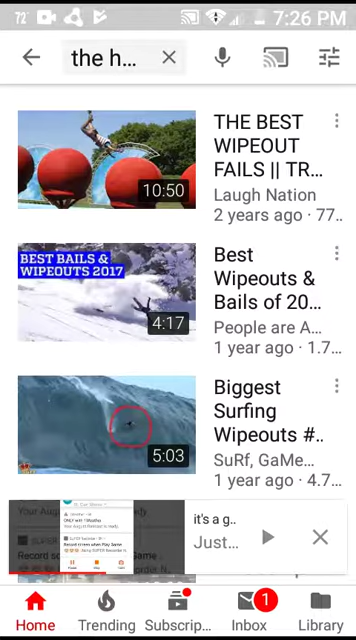 72° 7:26 PM
the h...
THE BEST
WIPEOUT
FAILS || TR...
Laugh Nation
2 years ago · 77..
10:50
BEST BAILS &
WIPEOUTS 2017
4:17
Best
Wipeouts &
Bails of 20...
People are A...
1 year ago · 1.7...
5:03
Biggest
Surfing
Wipeouts #..
SuRf, GaMe...
1 year ago · 4.7...
it's a g..
Just...
Home
Trending
Subscrip...
Inbox
1
Library